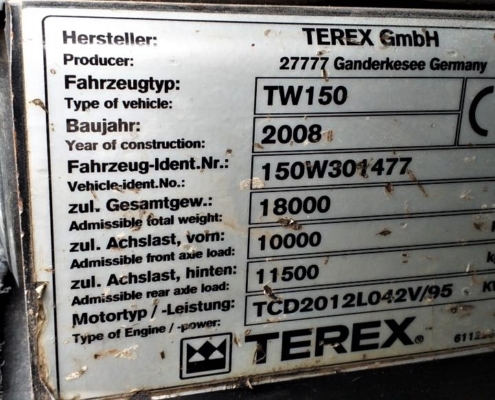 Hersteller: TEREX GmbH
Producer: 27777 Ganderkesee Germany
Fahrzeugtyp: TW150
Type of vehicle:
Baujahr: 2008
Year of construction:
Fahrzeug-Ident.Nr.: 150W301477
Vehicle-ident.No.:
zul. Gesamtgew.: 18000
Admissible total weight:
zul. Achslast, vorn: 10000
Admissible front axle load:
zul. Achslast, hinten: 11500
Admissible rear axle load:
Motortyp / -Leistung: TCD2012L042V/95
Type of Engine / -power:
TEREX®